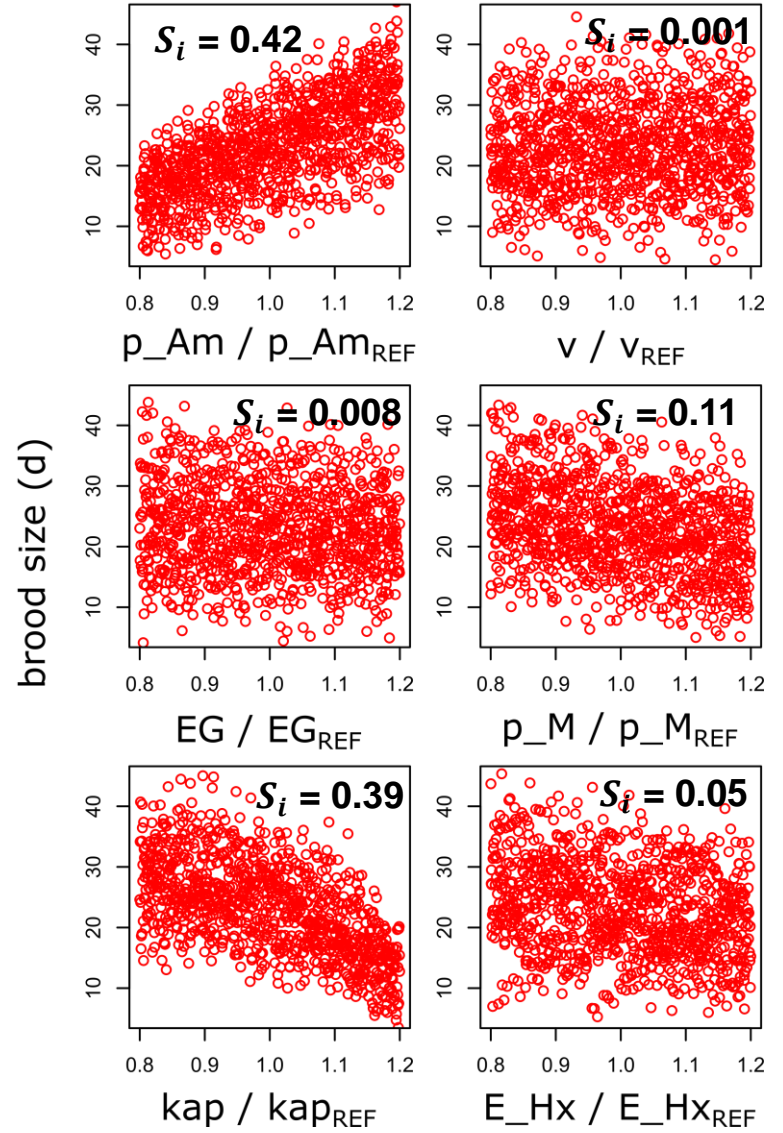 S_i = 0.42
S_i = 0.001
40
30
20
10
40
30
20
10
0.8 0.9 1.0 1.1 1.2
0.8 0.9 1.0 1.1 1.2
p_Am / p_Am_REF
v / v_REF
brood size (d)
S_i = 0.008
S_i = 0.11
40
30
20
10
40
30
20
10
0.8 0.9 1.0 1.1 1.2
0.8 0.9 1.0 1.1 1.2
EG / EG_REF
p_M / p_M_REF
S_i = 0.39
S_i = 0.05
40
30
20
10
40
30
20
10
0.8 0.9 1.0 1.1 1.2
0.8 0.9 1.0 1.1 1.2
kap / kap_REF
E_Hx / E_Hx_REF